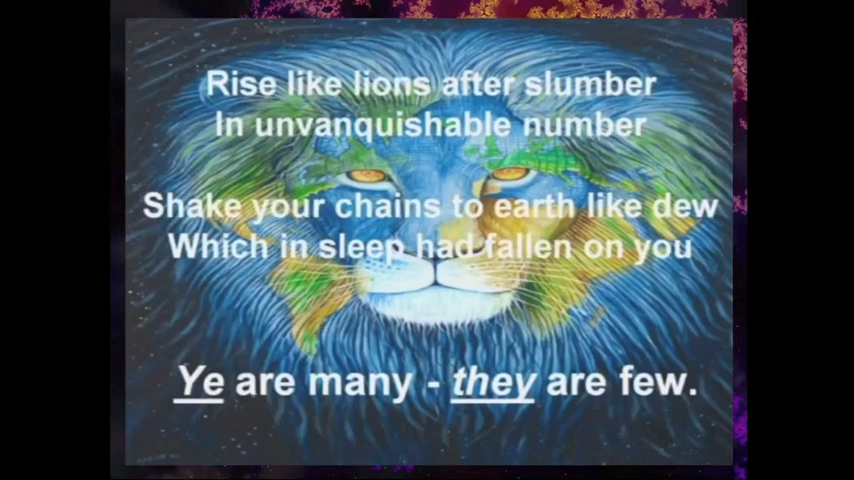 Rise like lions after slumber
In unvanquishable number
Shake your chains to earth like dew
Which in sleep had fallen on you
Ye are many - they are few.